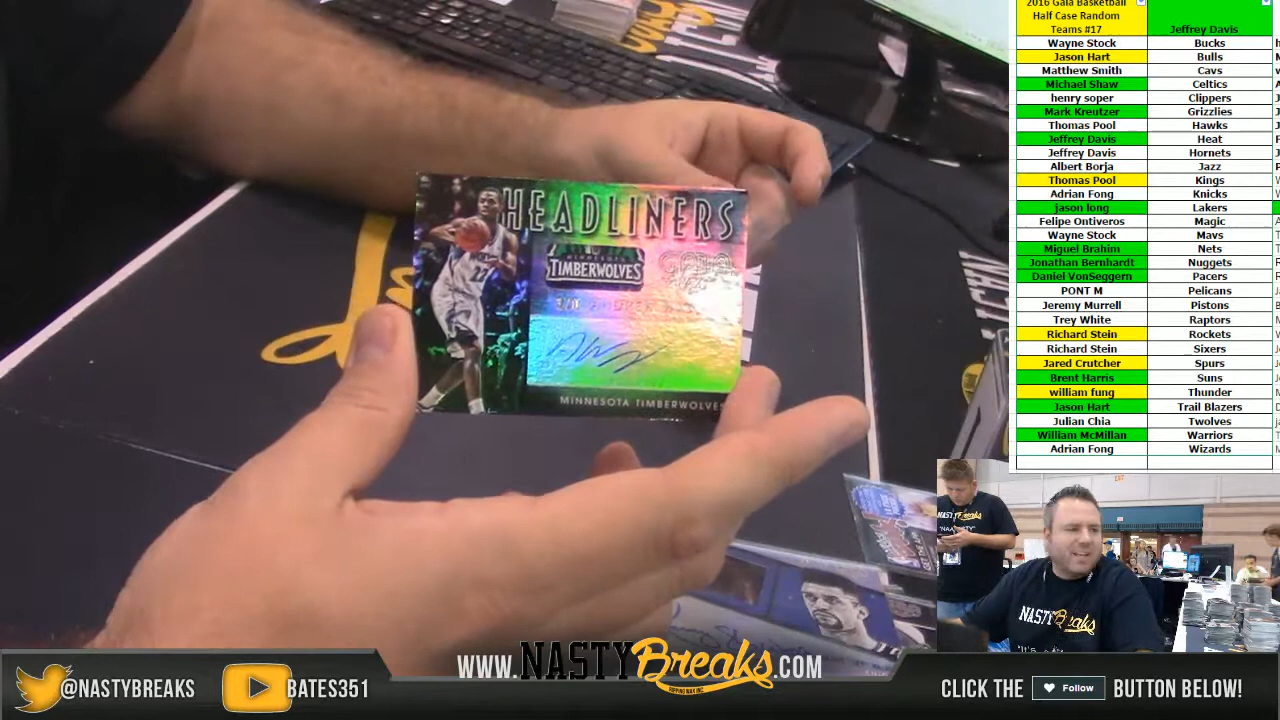 2016 Gala Basketball
Half Case Random
Teams #17
Jeffrey Davis
Wayne Stock Bucks
Jason Hart Bulls
Matthew Smith Cavs
Michael Shaw Celtics
henry soper Clippers
Mark Kreutzer Grizzlies
Thomas Pool Hawks
Jeffrey Davis Heat
Jeffrey Davis Hornets
Albert Borja Jazz
Thomas Pool Kings
Adrian Fong Knicks
jason long Lakers
Felipe Ontiveros Magic
Wayne Stock Mavs
Miguel Brahim Nets
Jonathan Bernhardt Nuggets
Daniel VonSeggern Pacers
PONT M Pelicans
Jeremy Murrell Pistons
Trey White Raptors
Richard Stein Rockets
Richard Stein Sixers
Jared Crutcher Spurs
Brent Harris Suns
william fung Thunder
Jason Hart Trail Blazers
Julian Chia Twolves
William McMillan Warriors
Adrian Fong Wizards
HEADLINERS
MINNESOTA
TIMBERWOLVES
GALA
MINNESOTA TIMBERWOLVES
NASTY Breaks
@NASTYBREAKS
BATES351
WWW.NASTYBreaks.COM
CLICK THE Follow BUTTON BELOW!